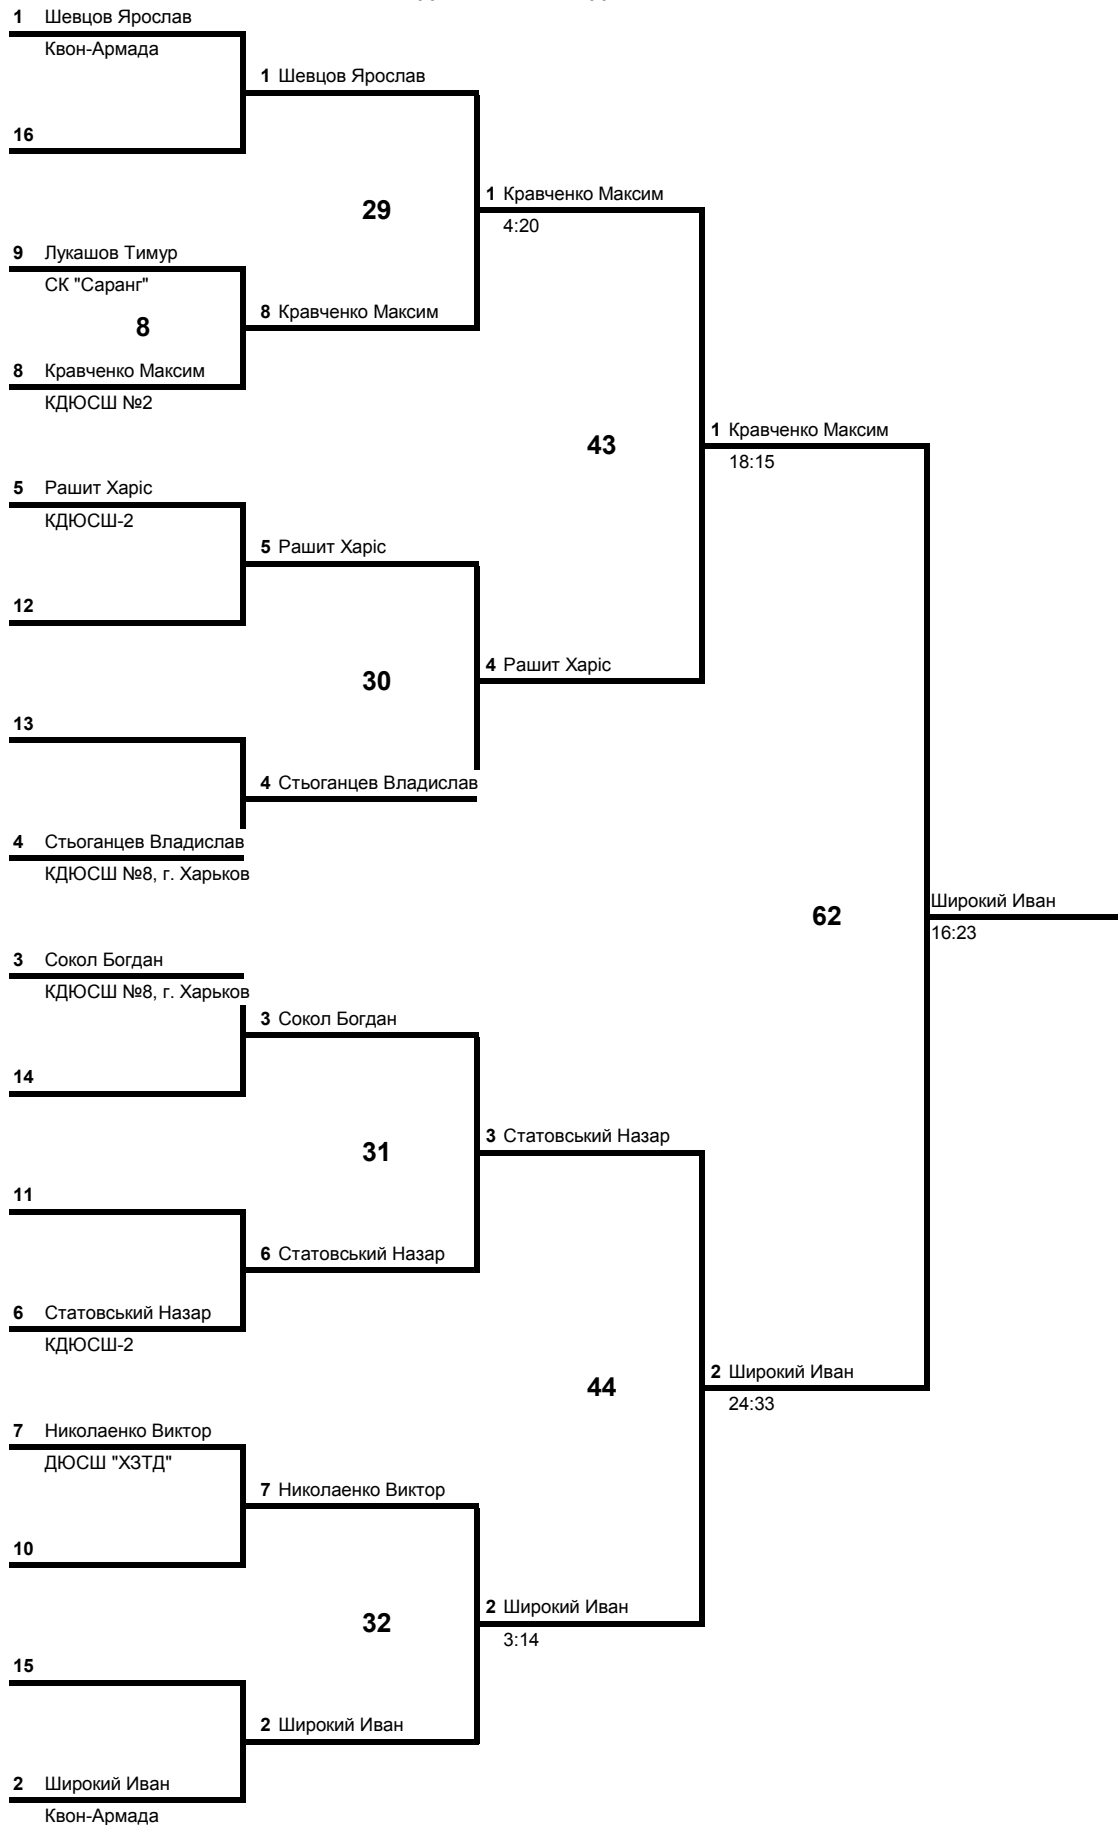 1 Шевцов Ярослав
Квон-Армада
1 Шевцов Ярослав
16
29
1 Кравченко Максим
4:20
9 Лукашов Тимур
СК "Саранг"
8
8 Кравченко Максим
8 Кравченко Максим
КДЮСШ №2
43
1 Кравченко Максим
18:15
5 Рашит Харіс
КДЮСШ-2
5 Рашит Харіс
12
30
4 Рашит Харіс
13
4 Стьоганцев Владислав
4 Стьоганцев Владислав
КДЮСШ №8, г. Харьков
62
Широкий Иван
16:23
3 Сокол Богдан
КДЮСШ №8, г. Харьков
3 Сокол Богдан
14
31
3 Статовський Назар
11
6 Статовський Назар
6 Статовський Назар
КДЮСШ-2
44
2 Широкий Иван
24:33
7 Николаенко Виктор
ДЮСШ "ХЗТД"
7 Николаенко Виктор
10
32
2 Широкий Иван
3:14
15
2 Широкий Иван
2 Широкий Иван
Квон-Армада